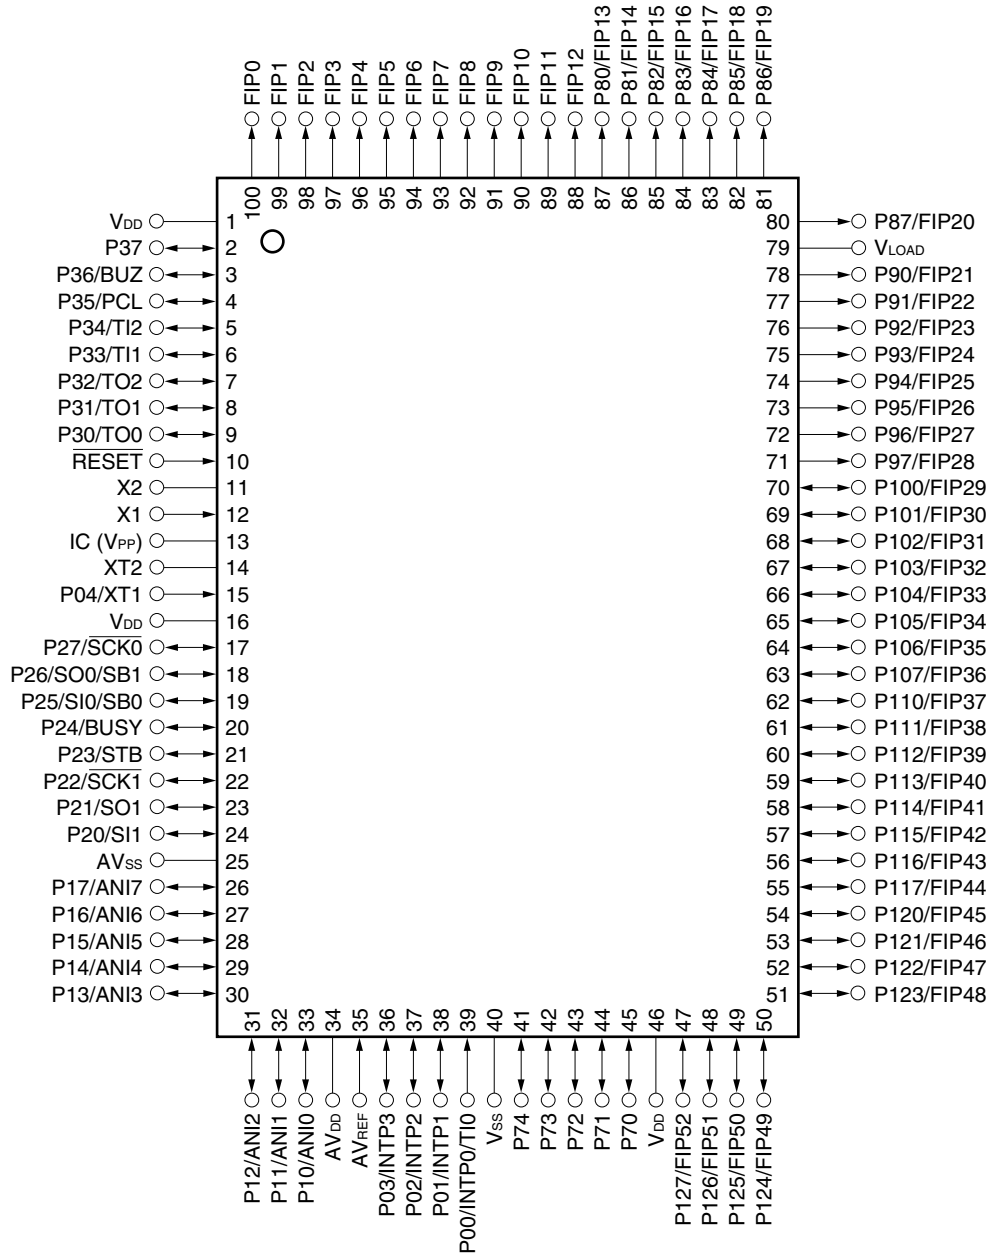 FIP0
FIP1
FIP2
FIP3
FIP4
FIP5
FIP6
FIP7
FIP8
FIP9
FIP10
FIP11
FIP12
P80/FIP13
P81/FIP14
P82/FIP15
P83/FIP16
P84/FIP17
P85/FIP18
P86/FIP19
100 99 98 97 96 95 94 93 92 91 90 89 88 87 86 85 84 83 82 81
VDD 1
P37 2
P36/BUZ 3
P35/PCL 4
P34/TI2 5
P33/TI1 6
P32/TO2 7
P31/TO1 8
P30/TO0 9
RESET 10
X2 11
X1 12
IC (VPP) 13
XT2 14
P04/XT1 15
VDD 16
P27/SCK0 17
P26/SO0/SB1 18
P25/SI0/SB0 19
P24/BUSY 20
P23/STB 21
P22/SCK1 22
P21/SO1 23
P20/SI1 24
AVSS 25
P17/ANI7 26
P16/ANI6 27
P15/ANI5 28
P14/ANI4 29
P13/ANI3 30
80 P87/FIP20
79 VLOAD
78 P90/FIP21
77 P91/FIP22
76 P92/FIP23
75 P93/FIP24
74 P94/FIP25
73 P95/FIP26
72 P96/FIP27
71 P97/FIP28
70 P100/FIP29
69 P101/FIP30
68 P102/FIP31
67 P103/FIP32
66 P104/FIP33
65 P105/FIP34
64 P106/FIP35
63 P107/FIP36
62 P110/FIP37
61 P111/FIP38
60 P112/FIP39
59 P113/FIP40
58 P114/FIP41
57 P115/FIP42
56 P116/FIP43
55 P117/FIP44
54 P120/FIP45
53 P121/FIP46
52 P122/FIP47
51 P123/FIP48
31 32 33 34 35 36 37 38 39 40 41 42 43 44 45 46 47 48 49 50
P12/ANI2
P11/ANI1
P10/ANI0
AVDD
AVREF
P03/INTP3
P02/INTP2
P01/INTP1
P00/INTP0/TI0
VSS
P74
P73
P72
P71
P70
VDD
P127/FIP52
P126/FIP51
P125/FIP50
P124/FIP49